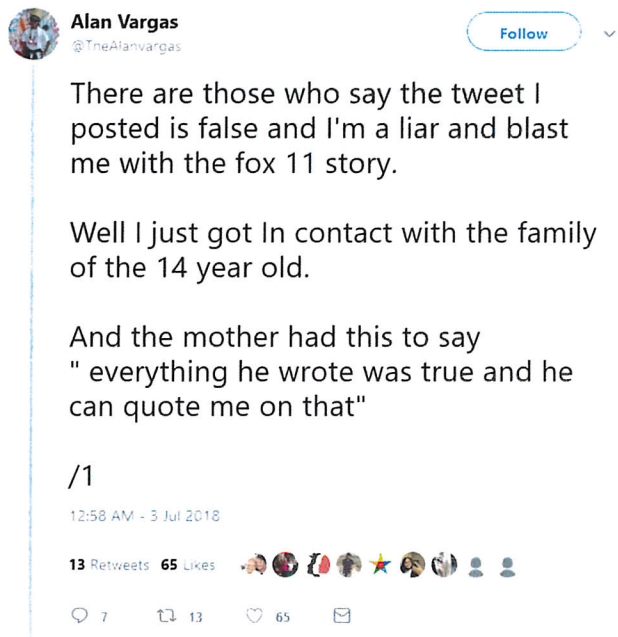 Alan Vargas
Follow
@TheAlanvargas
There are those who say the tweet I
posted is false and I'm a liar and blast
me with the fox 11 story.
Well I just got In contact with the family
of the 14 year old.
And the mother had this to say
" everything he wrote was true and he
can quote me on that"
/1
12:58 AM - 3 Jul 2018
13 Retweets 65 Likes
7 13 65